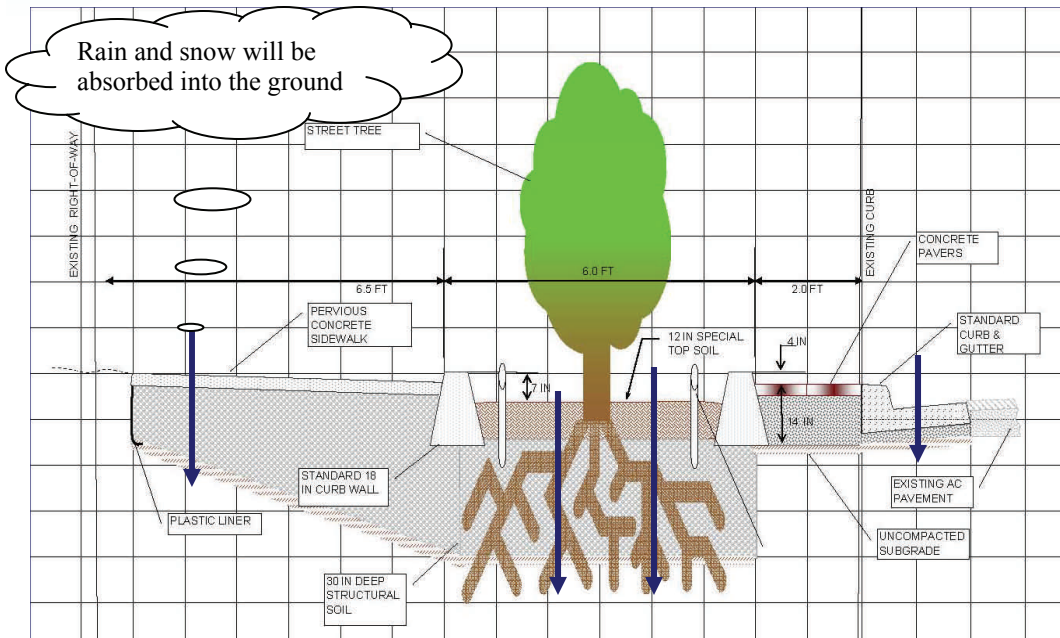 Rain and snow will be
absorbed into the ground
STREET TREE
EXISTING RIGHT-OF-WAY
EXISTING CURB
CONCRETE
PAVERS
6.5 FT
6.0 FT
2.0 FT
PERVIOUS
CONCRETE
SIDEWALK
12 IN SPECIAL
TOP SOIL
4 IN
STANDARD
CURB &
GUTTER
7 IN
14 IN
STANDARD 18
IN CURB WALL
EXISTING AC
PAVEMENT
PLASTIC LINER
UNCOMPACTED
SUBGRADE
30 IN DEEP
STRUCTURAL
SOIL